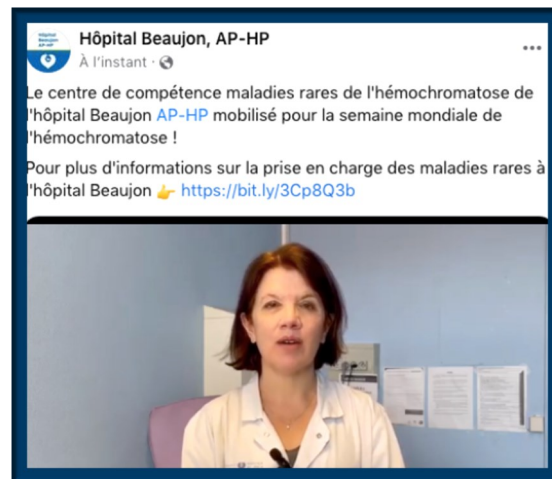 Hôpital Beaujon, AP-HP
À l'instant ·
Le centre de compétence maladies rares de l'hémochromatose de
l'hôpital Beaujon AP-HP mobilisé pour la semaine mondiale de
l'hémochromatose !
Pour plus d'informations sur la prise en charge des maladies rares à
l'hôpital Beaujon 👉 https://bit.ly/3Cp8Q3b